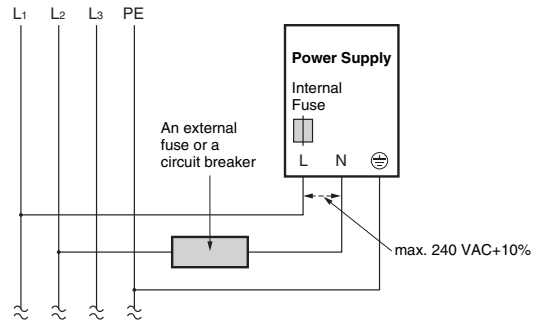 L1 L2 L3 PE
Power Supply
Internal
Fuse
An external
fuse or a
circuit breaker
L N
max. 240 VAC+10%